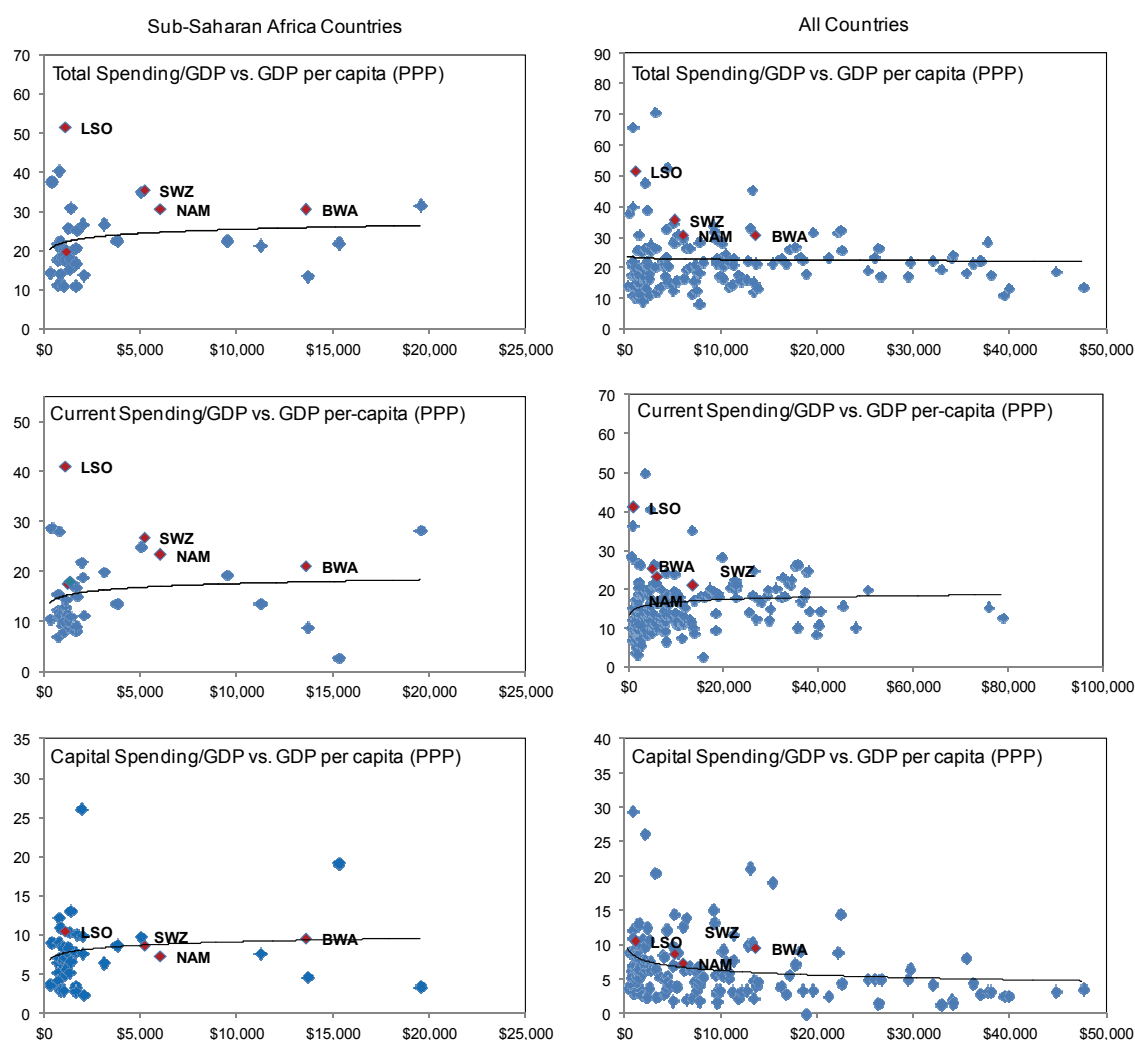 Sub-Saharan Africa Countries
All Countries
Total Spending/GDP vs. GDP per capita (PPP)
70
60
50
40
30
20
10
0
LSO
SWZ
NAM
BWA
$0 $5,000 $10,000 $15,000 $20,000 $25,000
Total Spending/GDP vs. GDP per capita (PPP)
90
80
70
60
50
40
30
20
10
0
LSO
SWZ
NAM BWA
$0 $10,000 $20,000 $30,000 $40,000 $50,000
Current Spending/GDP vs. GDP per-capita (PPP)
50
40
30
20
10
0
LSO
SWZ
NAM
BWA
$0 $5,000 $10,000 $15,000 $20,000 $25,000
Current Spending/GDP vs. GDP per-capita (PPP)
70
60
50
40
30
20
10
0
LSO
BWA SWZ
NAM
$0 $20,000 $40,000 $60,000 $80,000 $100,000
Capital Spending/GDP vs. GDP per capita (PPP)
35
30
25
20
15
10
5
0
LSO
SWZ BWA
NAM
$0 $5,000 $10,000 $15,000 $20,000 $25,000
Capital Spending/GDP vs. GDP per capita (PPP)
40
35
30
25
20
15
10
5
0
SWZ
LSO
BWA
NAM
$0 $10,000 $20,000 $30,000 $40,000 $50,000